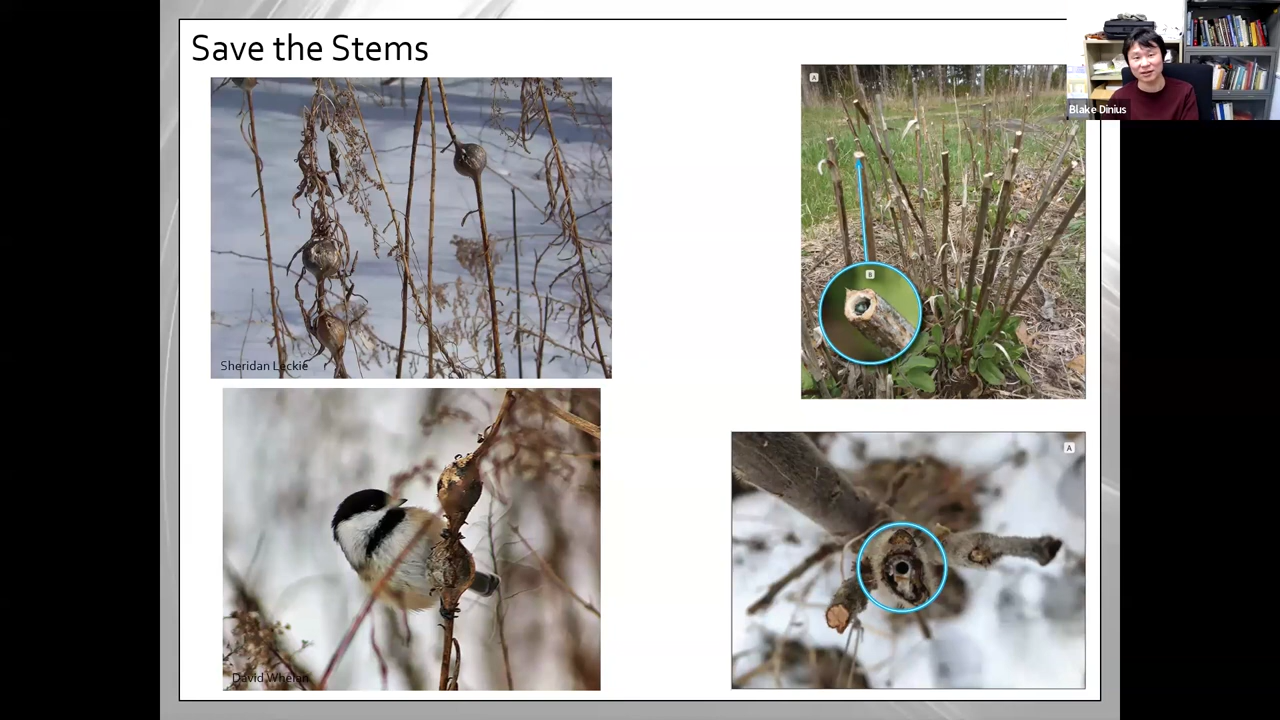 Save the Stems
A
Blake Dinius
B
Sheridan Leckie
A
David Whelan